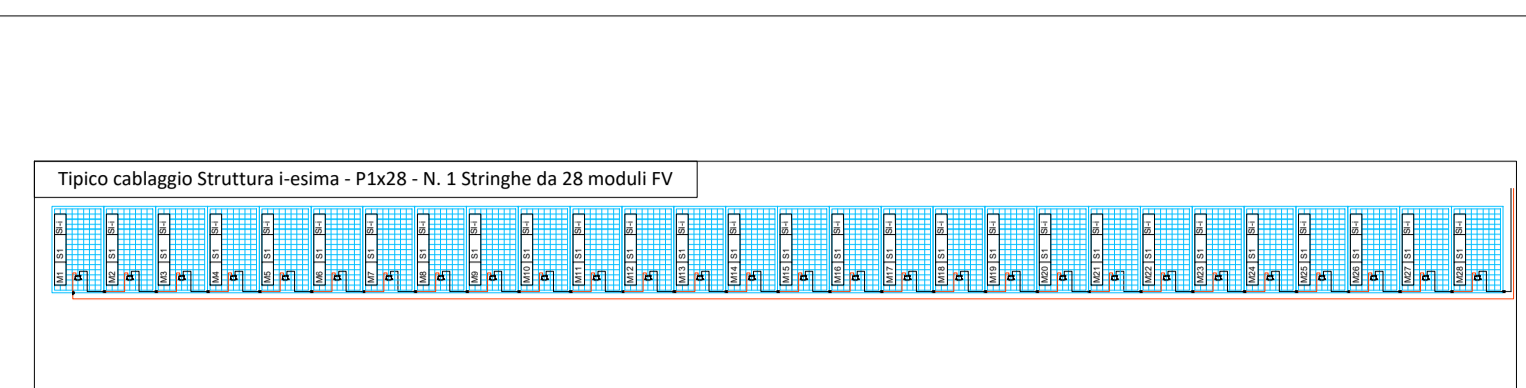 Tipico cablaggio Struttura i-esima - P1x28 - N. 1 Stringhe da 28 moduli FV
M1 S1 SI-i
M2 S1 SI-i
M3 S1 SI-i
M4 S1 SI-i
M5 S1 SI-i
M6 S1 SI-i
M7 S1 SI-i
M8 S1 SI-i
M9 S1 SI-i
M10 S1 SI-i
M11 S1 SI-i
M12 S1 SI-i
M13 S1 SI-i
M14 S1 SI-i
M15 S1 SI-i
M16 S1 SI-i
M17 S1 SI-i
M18 S1 SI-i
M19 S1 SI-i
M20 S1 SI-i
M21 S1 SI-i
M22 S1 SI-i
M23 S1 SI-i
M24 S1 SI-i
M25 S1 SI-i
M26 S1 SI-i
M27 S1 SI-i
M28 S1 SI-i